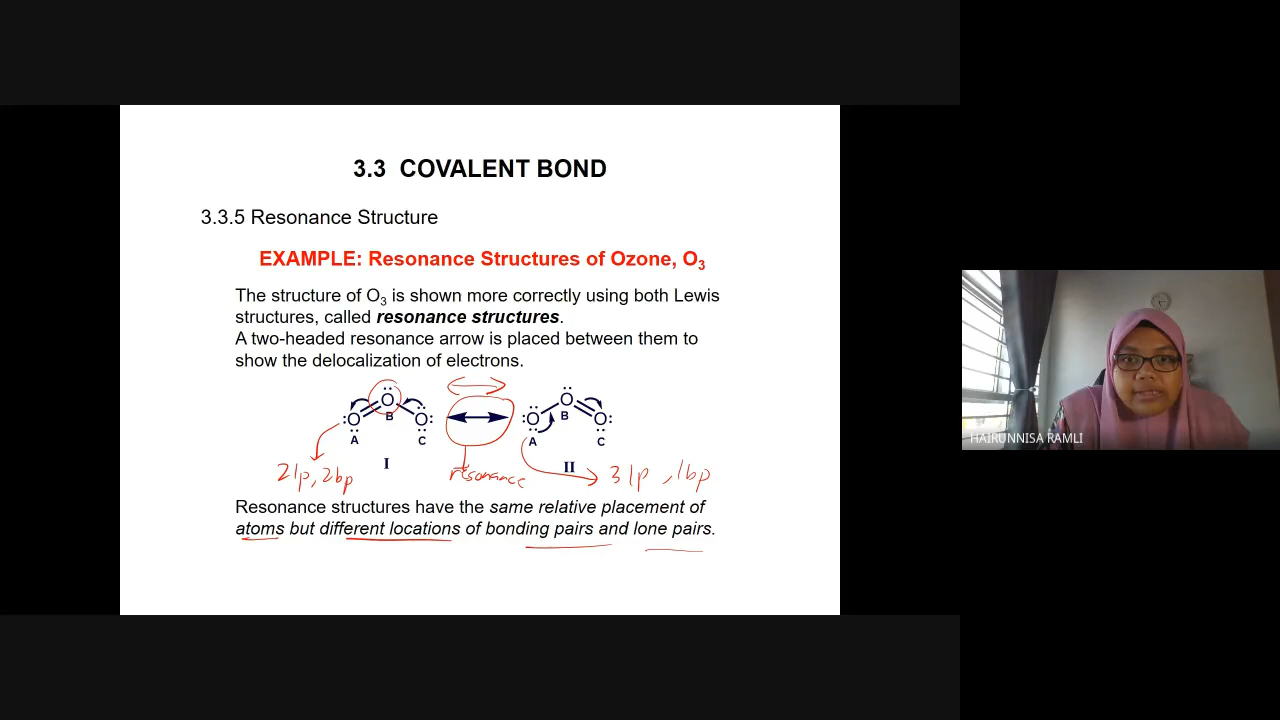 3.3 COVALENT BOND
3.3.5 Resonance Structure
EXAMPLE: Resonance Structures of Ozone, O₃
The structure of O₃ is shown more correctly using both Lewis
structures, called resonance structures.
A two-headed resonance arrow is placed between them to
show the delocalization of electrons.
O O O O O O
A B C A B C
I II
2lp, 2bp resonance 3lp, 1bp
Resonance structures have the same relative placement of
atoms but different locations of bonding pairs and lone pairs.
HAIRUNNISA RAMLI